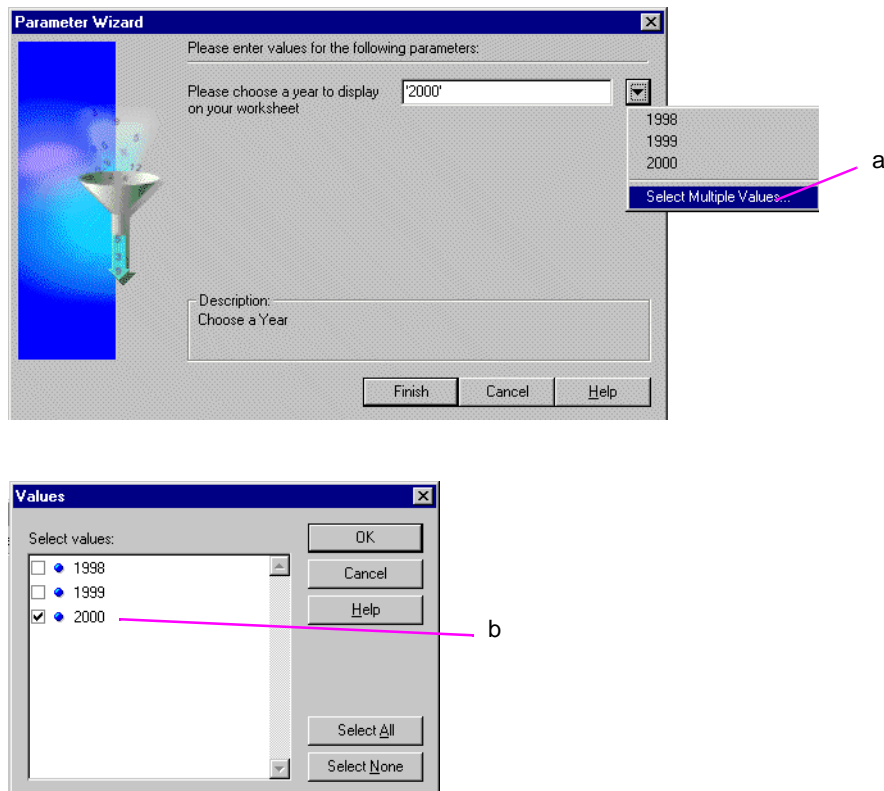 Parameter Wizard
Please enter values for the following parameters:
Please choose a year to display
on your worksheet
'2000'
1998
1999
2000
Select Multiple Values...
a
Description:
Choose a Year
Finish
Cancel
Help
Values
Select values:
1998
1999
2000
OK
Cancel
Help
b
Select All
Select None